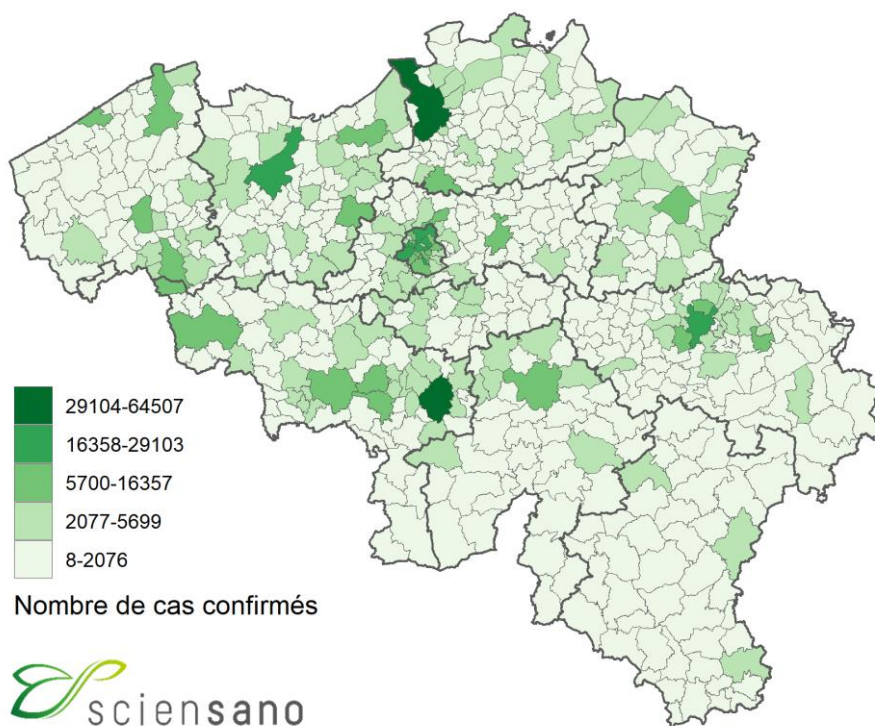 29104-64507
16358-29103
5700-16357
2077-5699
8-2076
Nombre de cas confirmés
sciensano